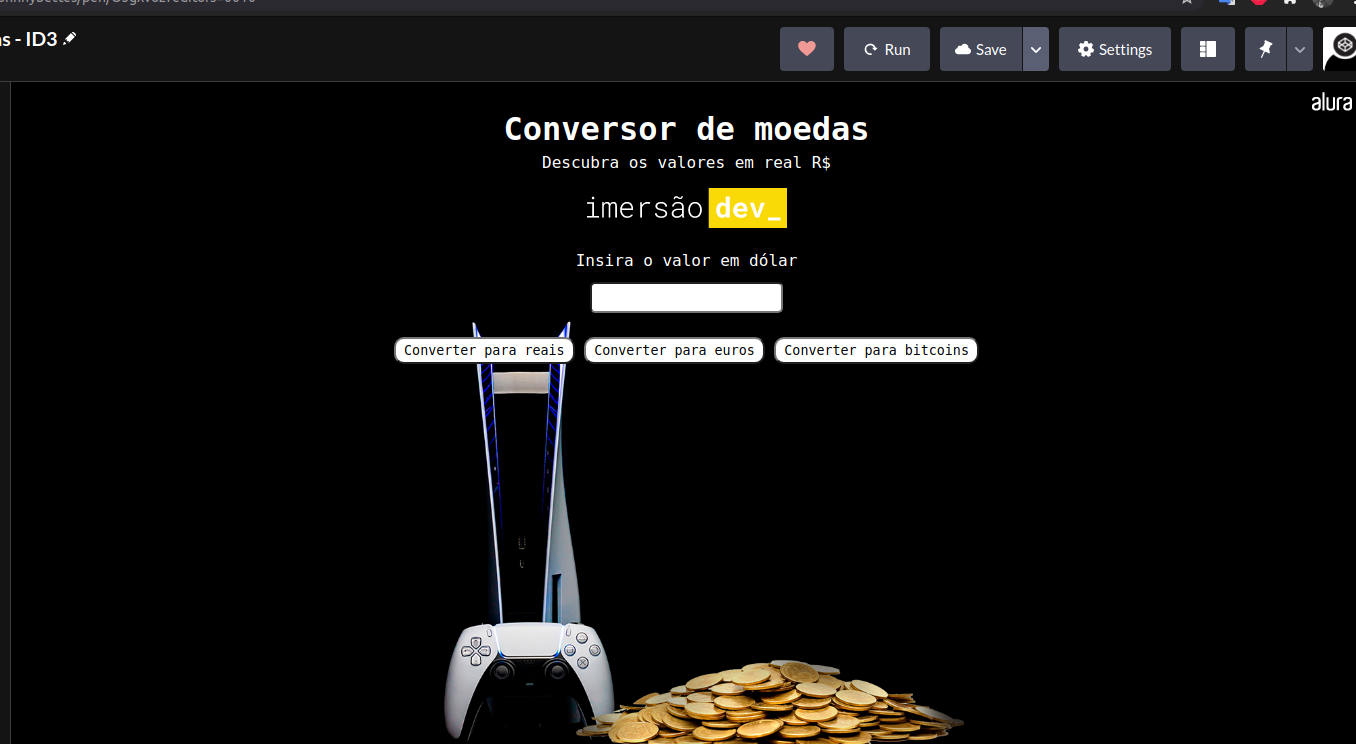 s - ID3
Run
Save
Settings
alura
Conversor de moedas
Descubra os valores em real R$
imersão dev_
Insira o valor em dólar
Converter para reais Converter para euros Converter para bitcoins